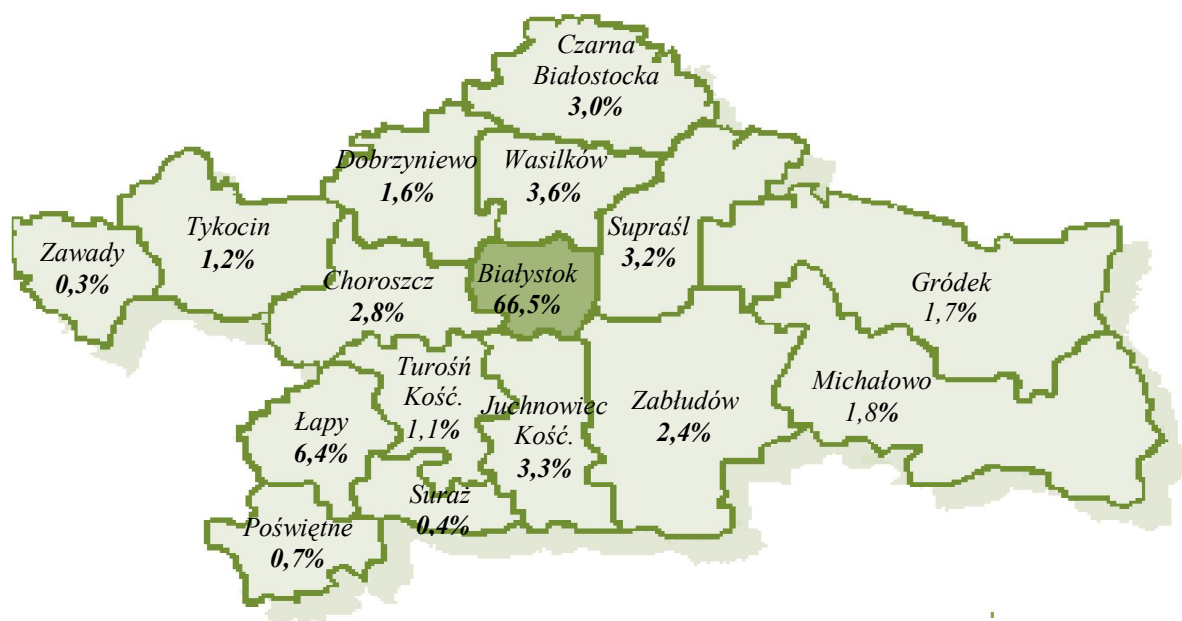 Czarna
Białostocka
3,0%
Dobrzyniewo
1,6%
Wasilków
3,6%
Tykocin
1,2%
Supraśl
3,2%
Zawady
0,3%
Choroszcz
2,8%
Białystok
66,5%
Gródek
1,7%
Turośń
Kość.
1,1%
Michałowo
1,8%
Łapy
6,4%
Juchnowiec
Kość.
3,3%
Zabłudów
2,4%
Suraż
0,4%
Poświętne
0,7%